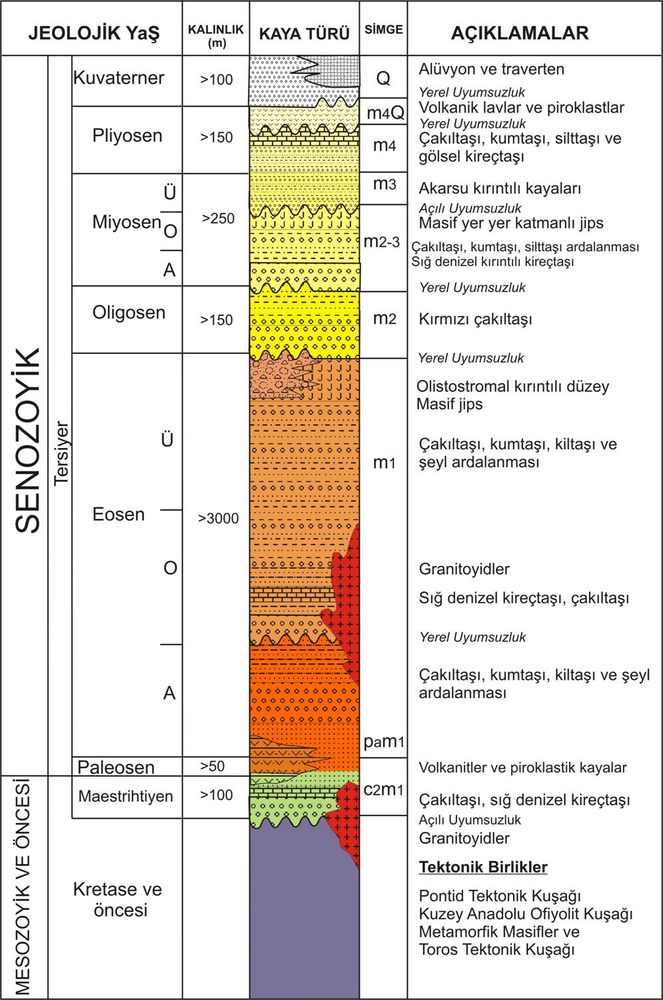 JEOLOJİK YaŞ
KALINLIK
(m)
KAYA TÜRÜ
SİMGE
AÇIKLAMALAR
SENOZOYİK
Tersiyer
Kuvaterner
>100
Q
Alüvyon ve traverten
Yerel Uyumsuzluk
m4Q
Volkanik lavlar ve piroklastlar
Yerel Uyumsuzluk
Pliyosen
>150
m4
Çakıltaşı, kumtaşı, silttaşı ve
gölsel kireçtaşı
Miyosen
Ü
O
A
>250
m3
Akarsu kırıntılı kayaları
Açılı Uyumsuzluk
Masif yer yer katmanlı jips
m2-3
Çakıltaşı, kumtaşı, silttaşı ardalanması
Sığ denizel kırıntılı kireçtaşı
Yerel Uyumsuzluk
Oligosen
>150
m2
Kırmızı çakıltaşı
Yerel Uyumsuzluk
Eosen
Ü
O
A
>3000
m1
Olistostromal kırıntılı düzey
Masif jips
Çakıltaşı, kumtaşı, kiltaşı ve
şeyl ardalanması
Granitoyidler
Sığ denizel kireçtaşı, çakıltaşı
Yerel Uyumsuzluk
Çakıltaşı, kumtaşı, kiltaşı ve şeyl
ardalanması
pam1
Paleosen
>50
Volkanitler ve piroklastik kayalar
MESOZOYİK VE ÖNCESİ
Maestrihtiyen
>100
c2m1
Çakıltaşı, sığ denizel kireçtaşı
Açılı Uyumsuzluk
Granitoyidler
Kretase ve
öncesi
Tektonik Birlikler
Pontid Tektonik Kuşağı
Kuzey Anadolu Ofiyolit Kuşağı
Metamorfik Masifler ve
Toros Tektonik Kuşağı